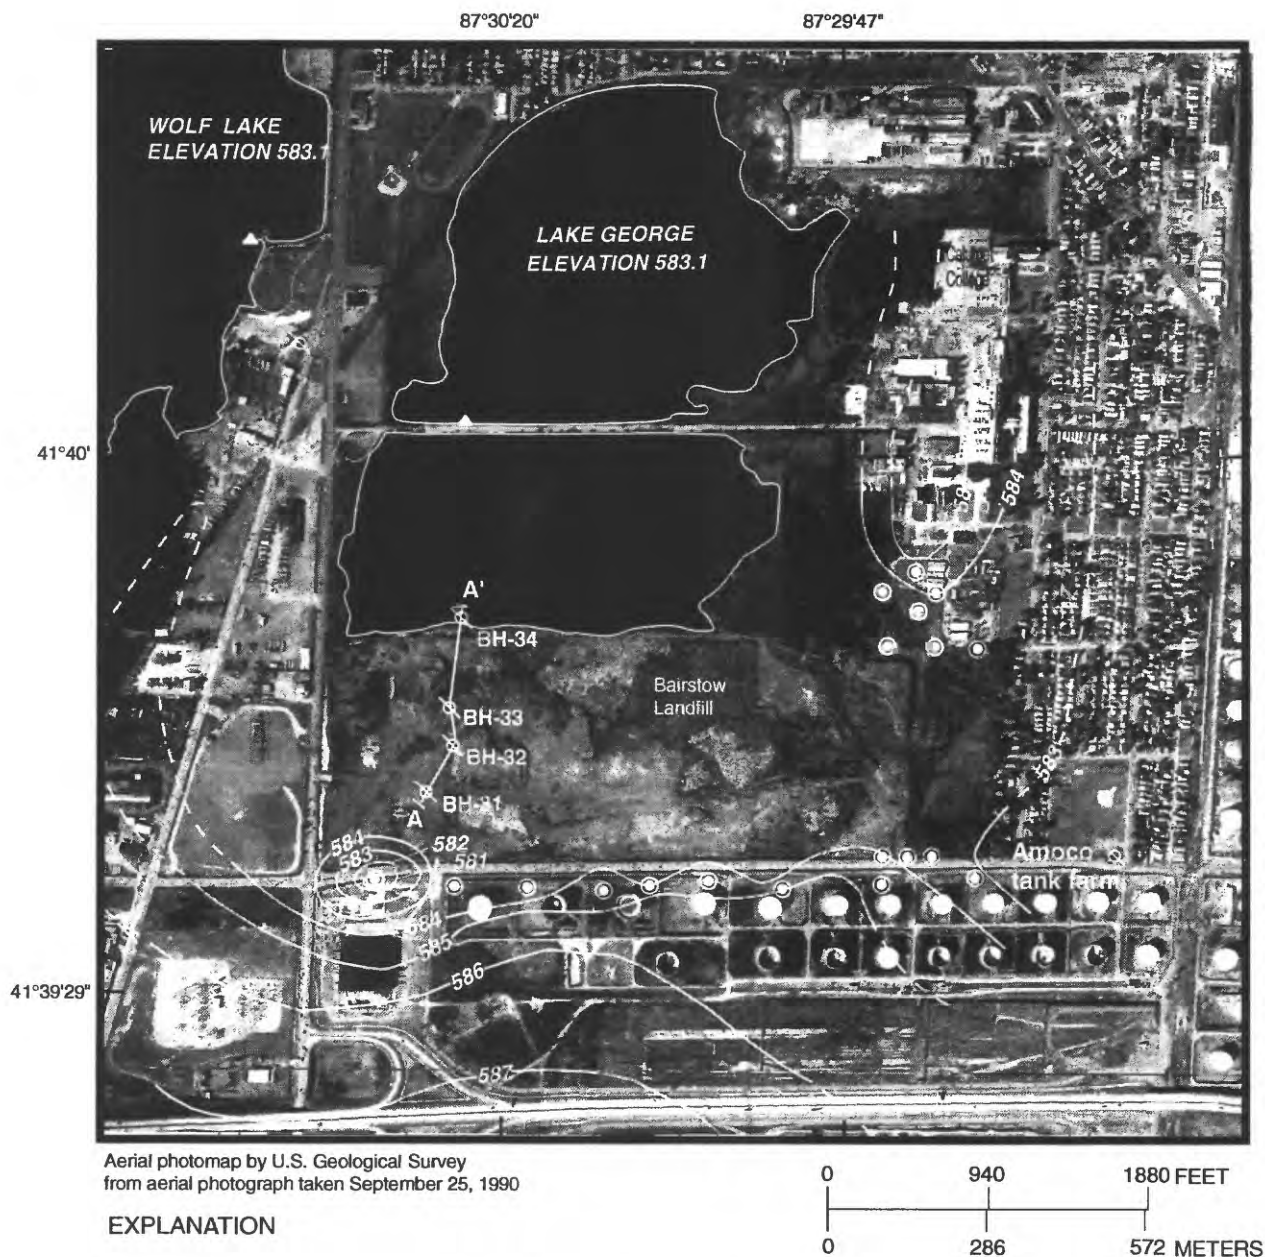 87°30'20" 87°29'47"
WOLF LAKE
ELEVATION 583.1
LAKE GEORGE
ELEVATION 583.1
41°40'
584
A'
BH-34
Bairstow
Landfill
BH-33
BH-32
BH-31
A
583
584
583
582
581
Amoco
tank farm
584
585
586
41°39'29"
587
Aerial photomap by U.S. Geological Survey
from aerial photograph taken September 25, 1990
EXPLANATION
0 940 1880 FEET
0 286 572 METERS